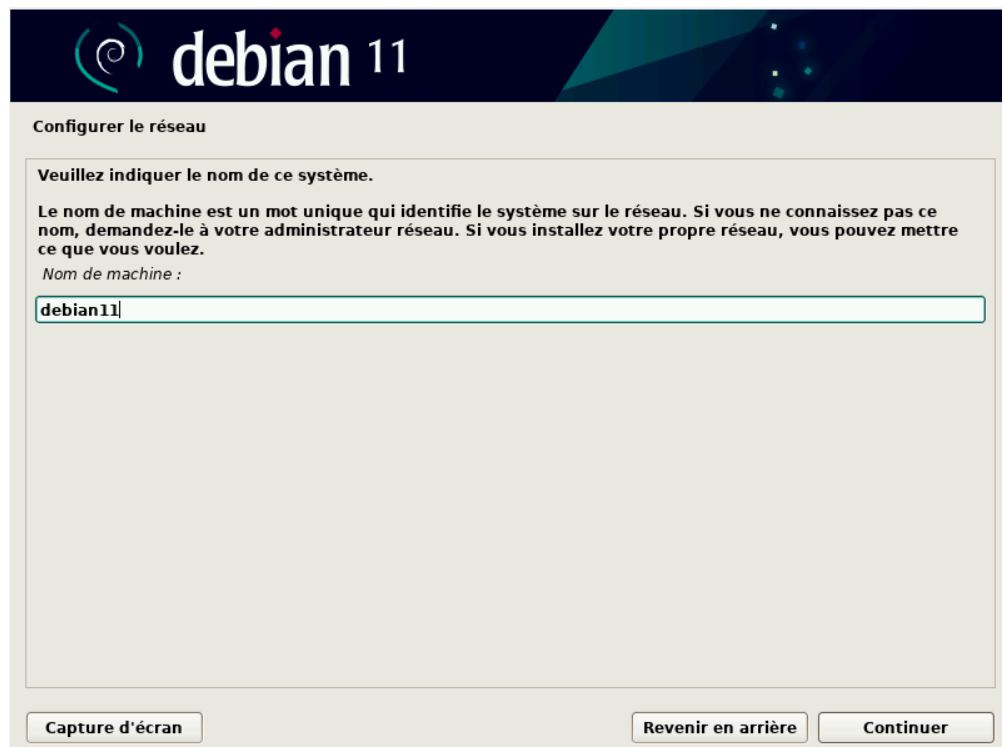 debian 11
Configurer le réseau
Veuillez indiquer le nom de ce système.
Le nom de machine est un mot unique qui identifie le système sur le réseau. Si vous ne connaissez pas ce
nom, demandez-le à votre administrateur réseau. Si vous installez votre propre réseau, vous pouvez mettre
ce que vous voulez.
Nom de machine :
debian11
Capture d'écran
Revenir en arrière
Continuer